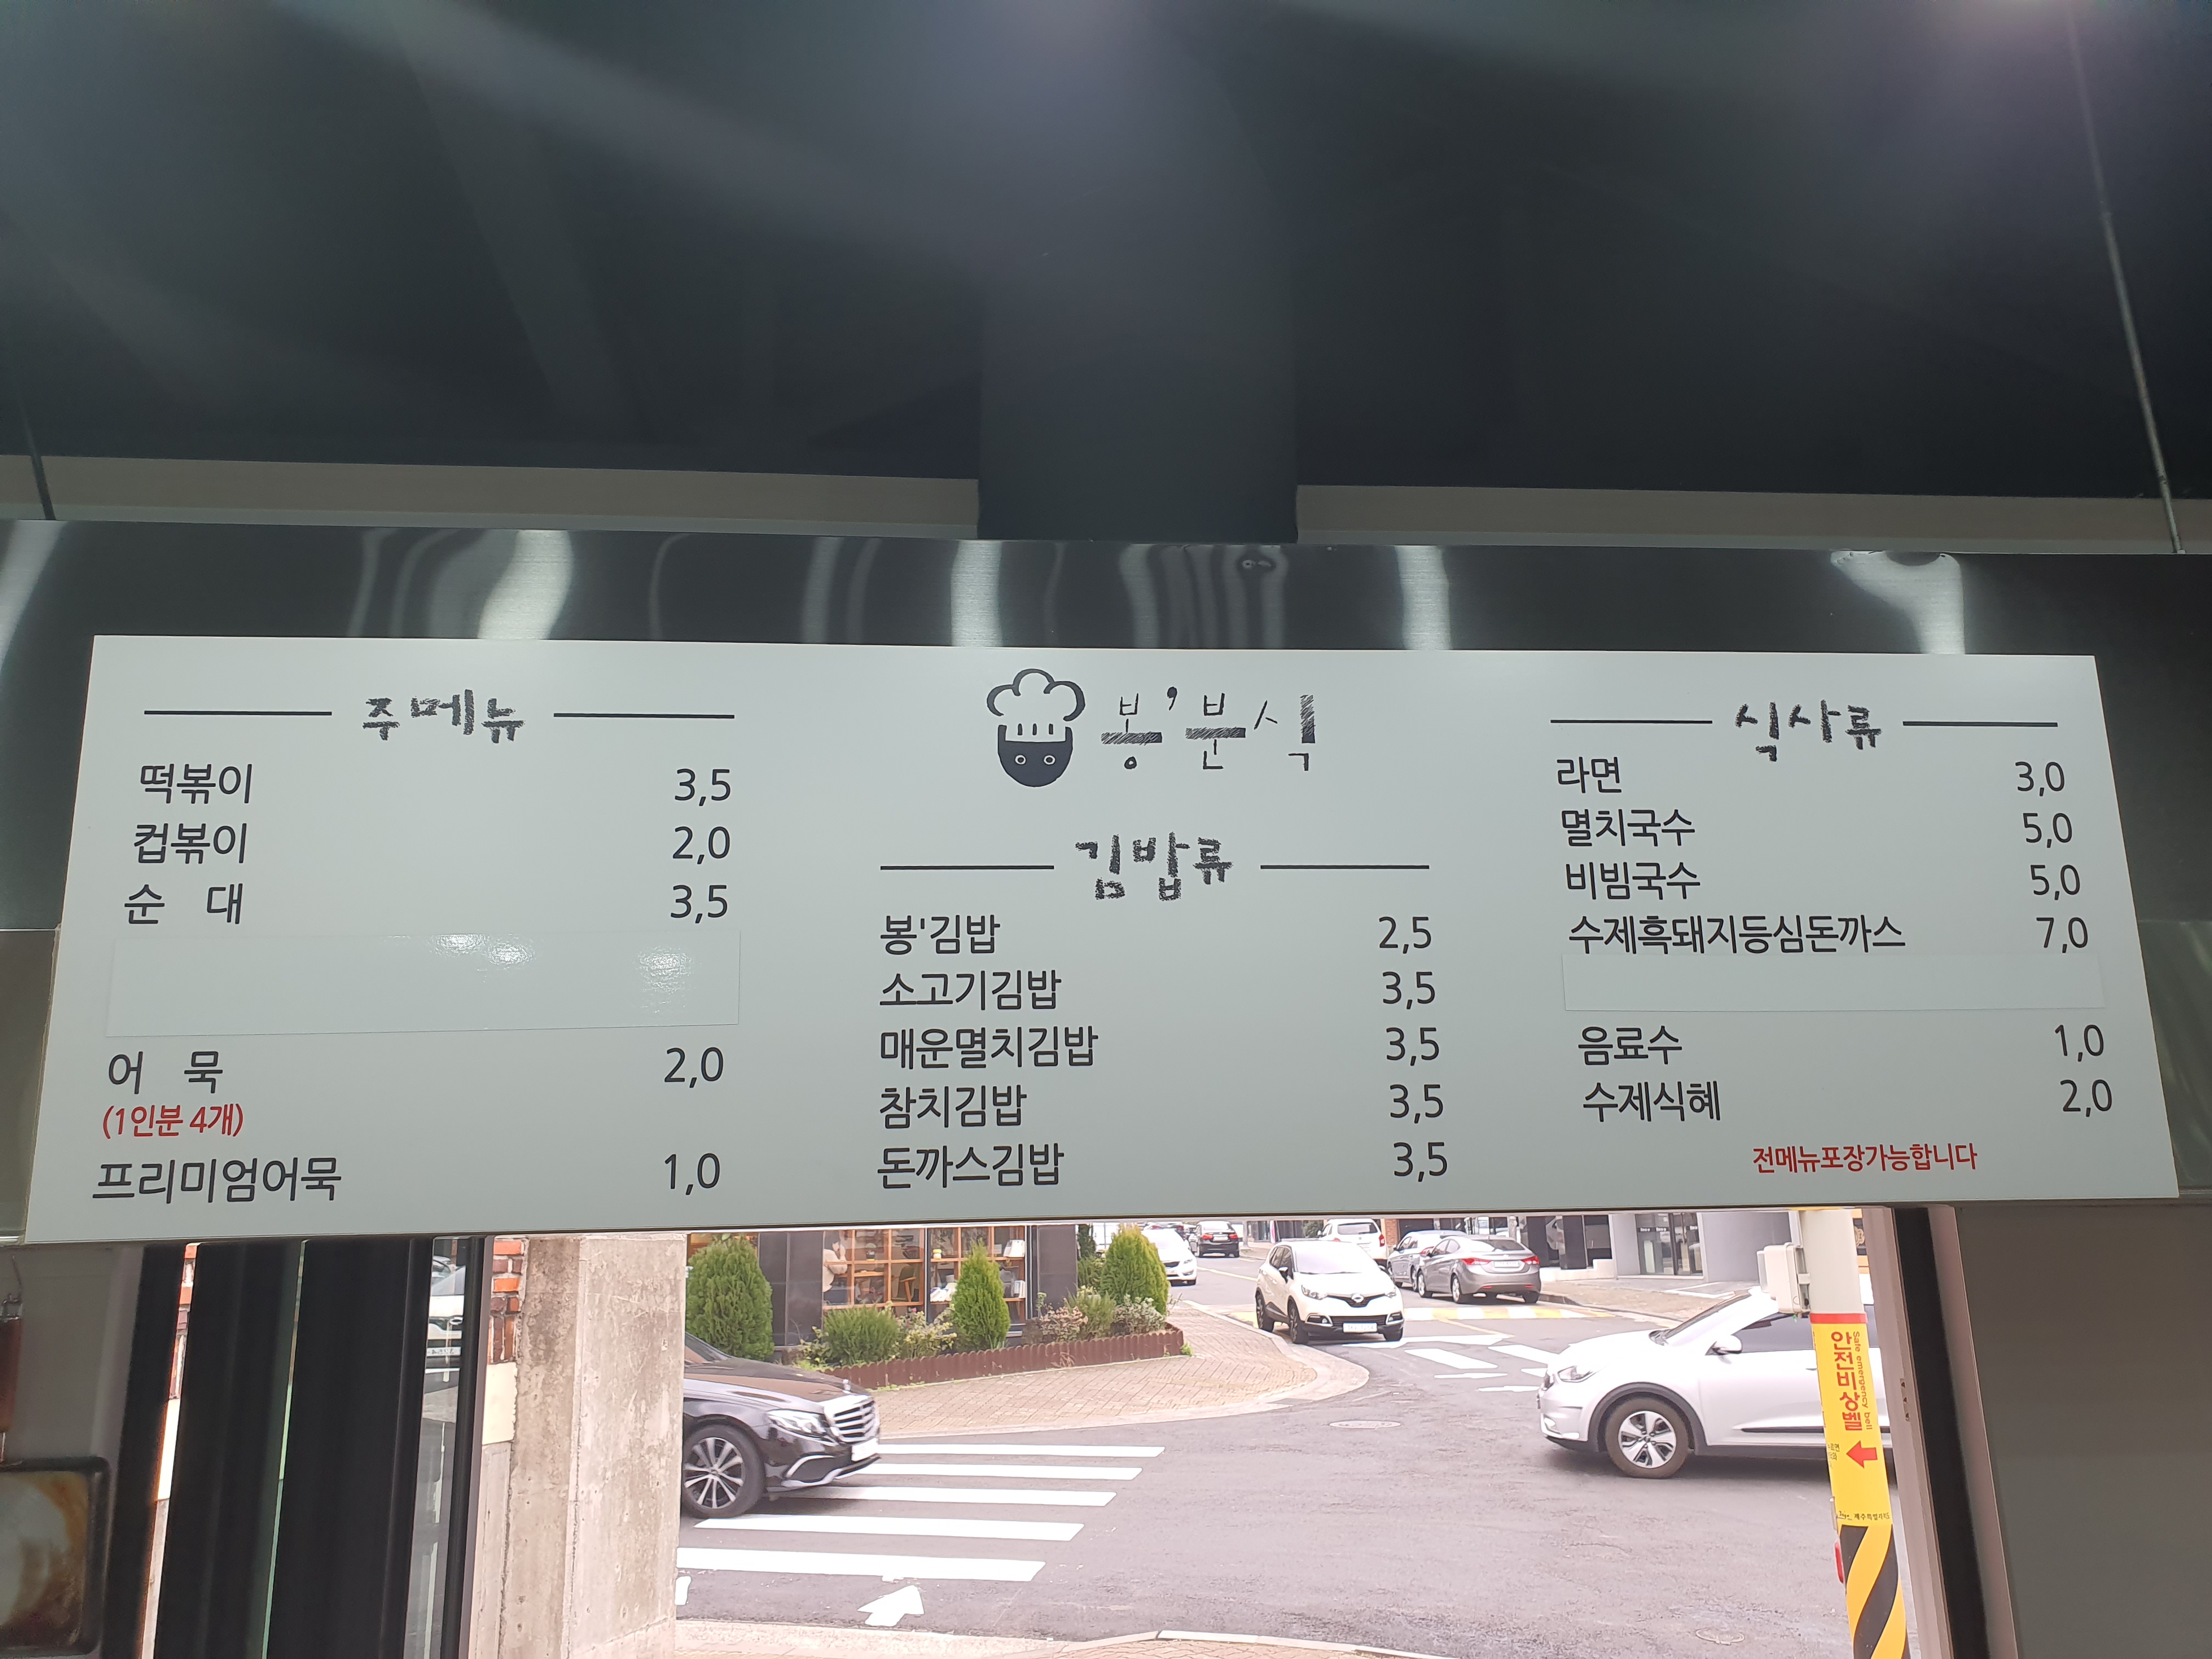 주메뉴
떡볶이 3,5
컵볶이 2,0
순 대 3,5
어 묵 2,0
(1인분 4개)
프리미엄어묵 1,0
봉'분식
김밥류
봉'김밥 2,5
소고기김밥 3,5
매운멸치김밥 3,5
참치김밥 3,5
돈까스김밥 3,5
식사류
라면 3,0
멸치국수 5,0
비빔국수 5,0
수제흑돼지등심돈까스 7,0
음료수 1,0
수제식혜 2,0
전메뉴포장가능합니다
안전비상벨
Safe emergency bell